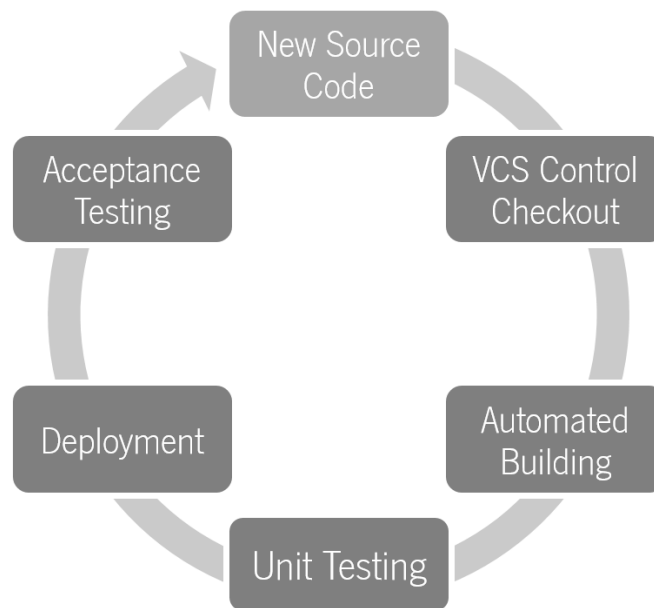 New Source
Code
VCS Control
Checkout
Automated
Building
Unit Testing
Deployment
Acceptance
Testing